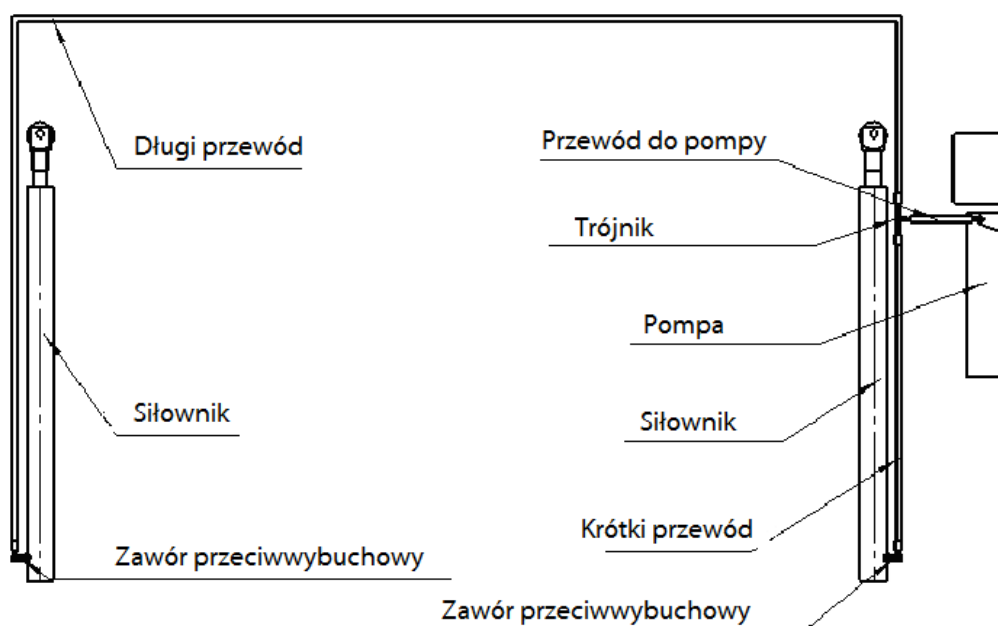 Długi przewód
Przewód do pompy
Trójnik
Pompa
Siłownik
Siłownik
Krótki przewód
Zawór przeciwwybuchowy
Zawór przeciwwybuchowy